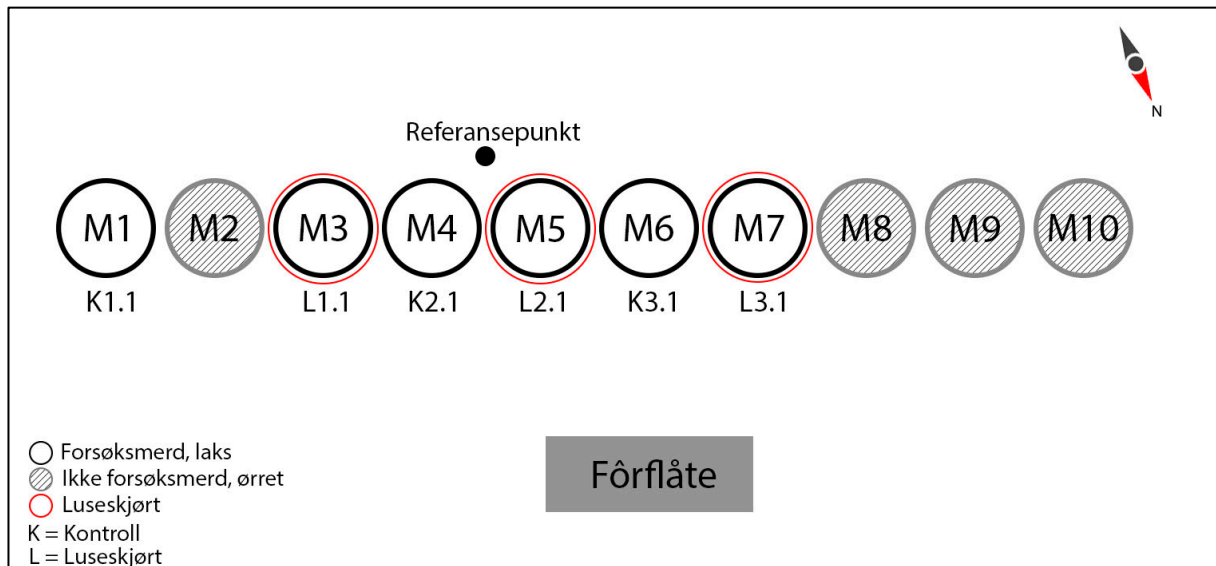 N
Referansepunkt
M1 M2 M3 M4 M5 M6 M7 M8 M9 M10
K1.1 L1.1 K2.1 L2.1 K3.1 L3.1
Fôrflåte
Forsøksmerd, laks
Ikke forsøksmerd, ørret
Luseskjørt
K = Kontroll
L = Luseskjørt